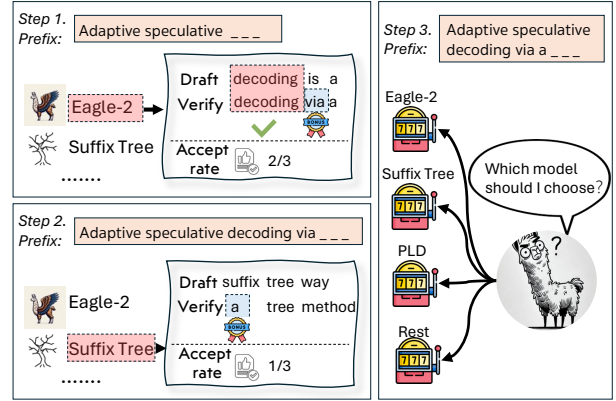 Step 1.
Prefix: Adaptive speculative _ _ _
Eagle-2
Suffix Tree
.......
Draft decoding is a
Verify decoding via a
BONUS
Accept rate 2/3
Step 2.
Prefix: Adaptive speculative decoding via _ _ _
Eagle-2
Suffix Tree
.......
Draft suffix tree way
Verify a tree method
BONUS
Accept rate 1/3
Step 3.
Prefix: Adaptive speculative
decoding via a _ _ _
Eagle-2
777
Suffix Tree
777
PLD
777
Rest
777
Which model
should I choose?
?